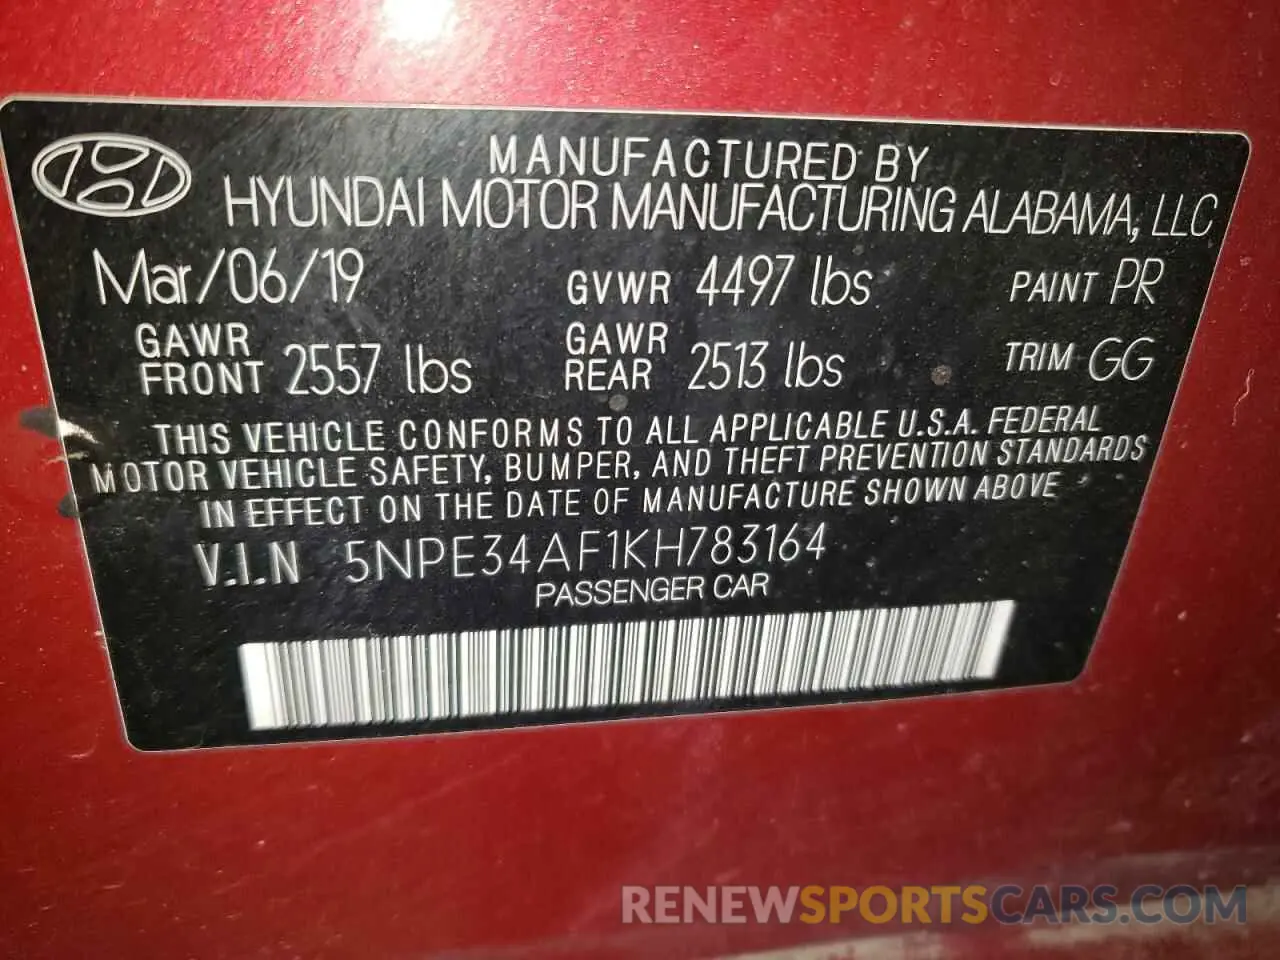 MANUFACTURED BY
HYUNDAI MOTOR MANUFACTURING ALABAMA, LLC
Mar/06/19 GVWR 4497 lbs PAINT PR
GAWR FRONT 2557 lbs GAWR REAR 2513 lbs TRIM GG
THIS VEHICLE CONFORMS TO ALL APPLICABLE U.S.A. FEDERAL
MOTOR VEHICLE SAFETY, BUMPER, AND THEFT PREVENTION STANDARDS
IN EFFECT ON THE DATE OF MANUFACTURE SHOWN ABOVE
V.I.N 5NPE34AF1KH783164
PASSENGER CAR
RENEWSPORTSCARS.COM